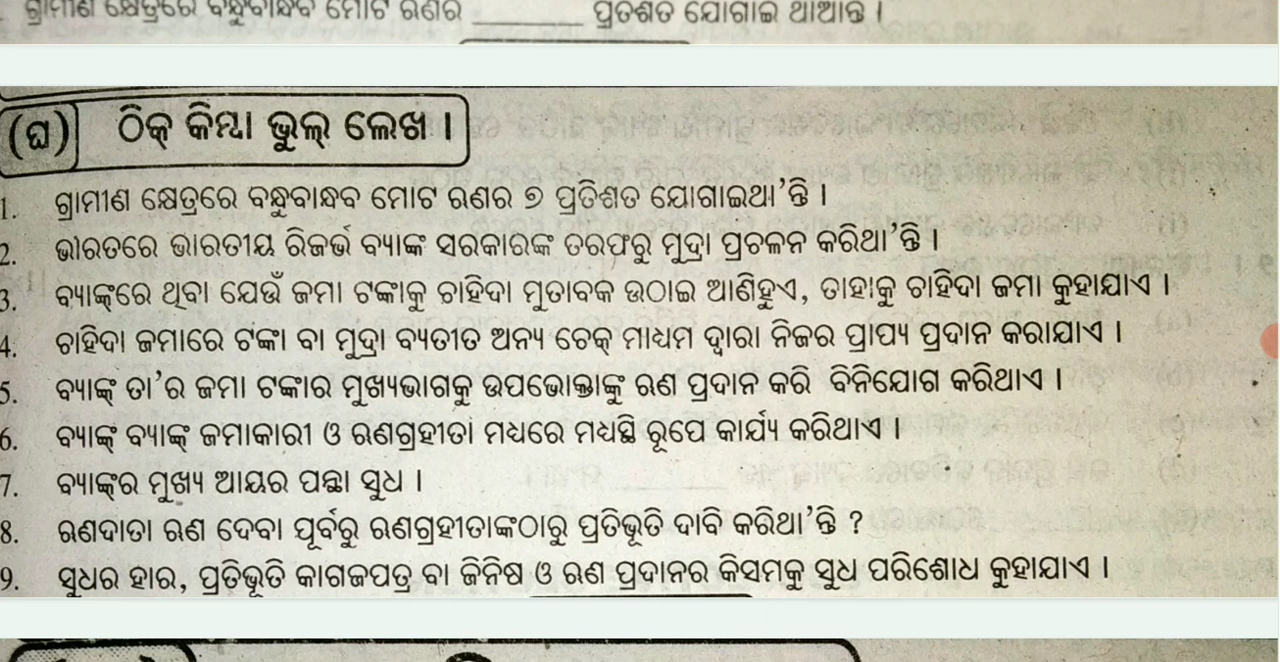 ଗ୍ରାମୀଣ କ୍ଷେତ୍ରରେ ବନ୍ଧୁବାନ୍ଧବ ମୋଟ ଋଣର ________ ପ୍ରତିଶତ ଯୋଗାଇ ଥାଆନ୍ତି ।
(ଘ) ଠିକ୍ କିମ୍ବା ଭୁଲ୍ ଲେଖ ।
1. ଗ୍ରାମୀଣ କ୍ଷେତ୍ରରେ ବନ୍ଧୁବାନ୍ଧବ ମୋଟ ଋଣର ୭ ପ୍ରତିଶତ ଯୋଗାଇଥା'ନ୍ତି ।
2. ଭାରତରେ ଭାରତୀୟ ରିଜର୍ଭ ବ୍ୟାଙ୍କ ସରକାରଙ୍କ ତରଫରୁ ମୁଦ୍ରା ପ୍ରଚଳନ କରିଥା'ନ୍ତି ।
3. ବ୍ୟାଙ୍କ୍‌ରେ ଥିବା ଯେଉଁ ଜମା ଟଙ୍କାକୁ ଚାହିଦା ମୁତାବକ ଉଠାଇ ଆଣିହୁଏ, ତାହାକୁ ଚାହିଦା ଜମା କୁହାଯାଏ ।
4. ଚାହିଦା ଜମାରେ ଟଙ୍କା ବା ମୁଦ୍ରା ବ୍ୟତୀତ ଅନ୍ୟ ଚେକ୍ ମାଧ୍ୟମ ଦ୍ୱାରା ନିଜର ପ୍ରାପ୍ୟ ପ୍ରଦାନ କରାଯାଏ ।
5. ବ୍ୟାଙ୍କ୍ ତା'ର ଜମା ଟଙ୍କାର ମୁଖ୍ୟଭାଗକୁ ଉପଭୋକ୍ତାଙ୍କୁ ଋଣ ପ୍ରଦାନ କରି ବିନିଯୋଗ କରିଥାଏ ।
6. ବ୍ୟାଙ୍କ୍ ବ୍ୟାଙ୍କ୍ ଜମାକାରୀ ଓ ଋଣଗ୍ରହୀତା ମଧ୍ୟରେ ମଧ୍ୟସ୍ଥି ରୂପେ କାର୍ଯ୍ୟ କରିଥାଏ ।
7. ବ୍ୟାଙ୍କ୍‌ର ମୁଖ୍ୟ ଆୟର ପନ୍ଥା ସୁଧ ।
8. ଋଣଦାତା ଋଣ ଦେବା ପୂର୍ବରୁ ଋଣଗ୍ରହୀତାଙ୍କଠାରୁ ପ୍ରତିଭୂତି ଦାବି କରିଥା'ନ୍ତି ?
9. ସୁଧର ହାର, ପ୍ରତିଭୂତି କାଗଜପତ୍ର ବା ଜିନିଷ ଓ ଋଣ ପ୍ରଦାନର କିସମକୁ ସୁଧ ପରିଶୋଧ କୁହାଯାଏ ।